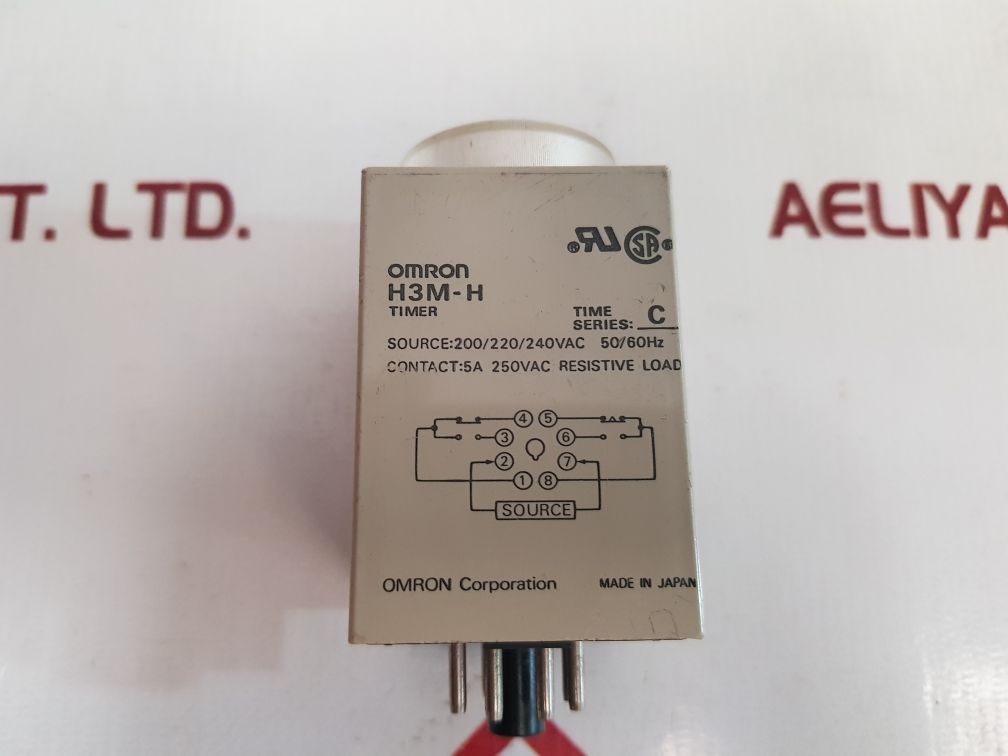 T. LTD.
AELIYA
OMRON
H3M-H
TIMER
TIME
SERIES: C
SOURCE:200/220/240VAC 50/60Hz
CONTACT:5A 250VAC RESISTIVE LOAD
4 5
3 6
2 7
1 8
SOURCE
OMRON Corporation MADE IN JAPAN